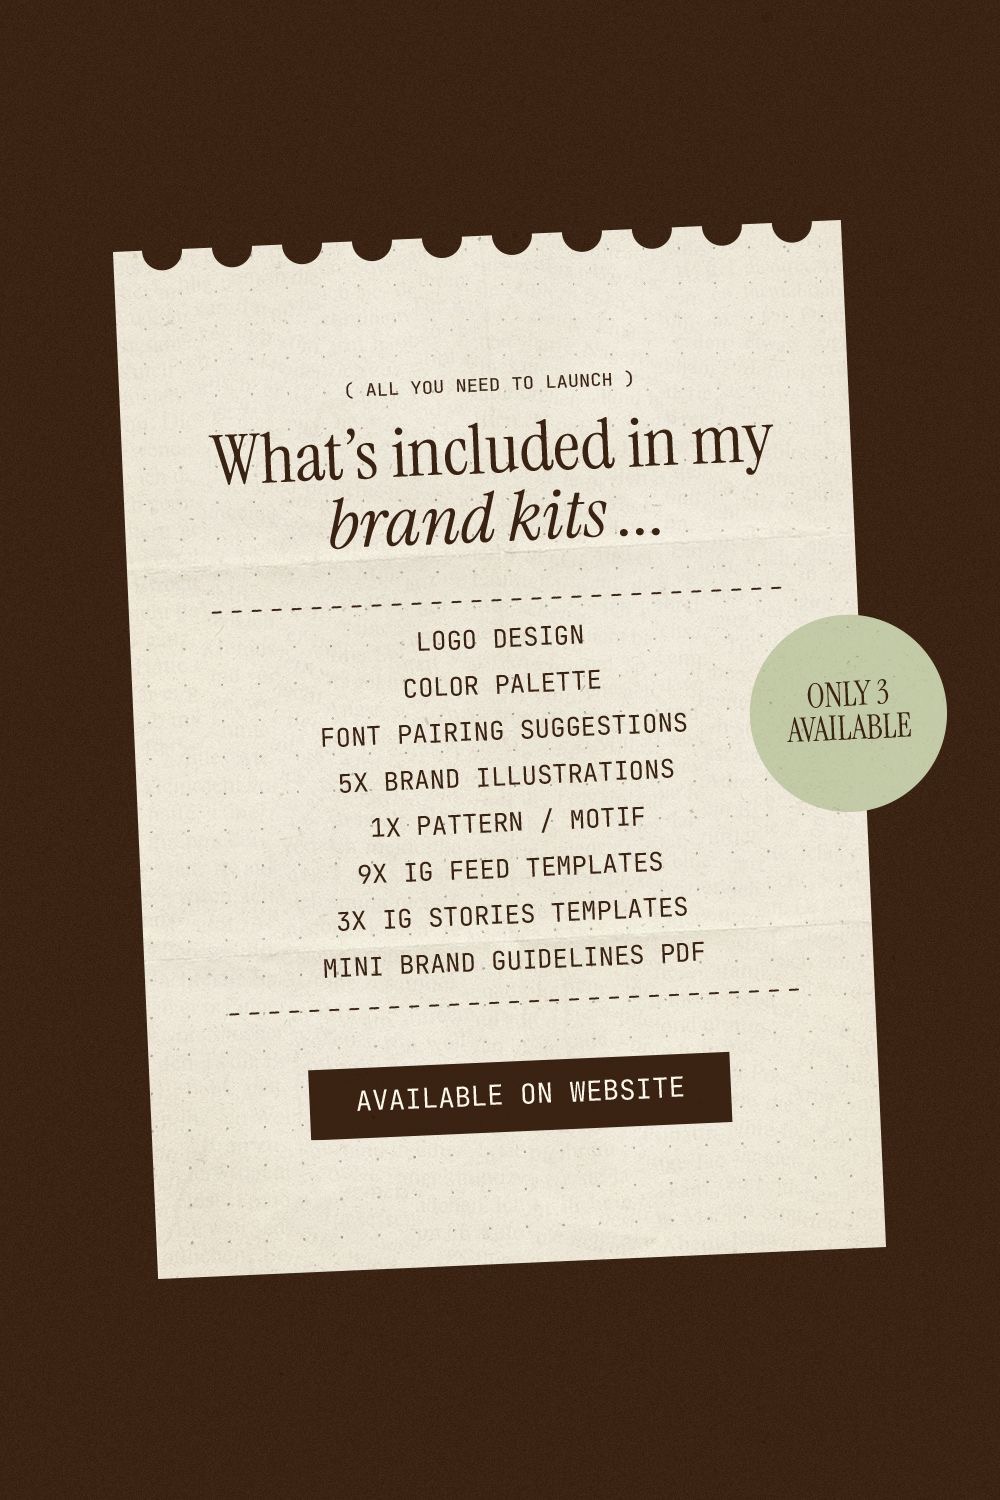 ( ALL YOU NEED TO LAUNCH )
What’s included in my
brand kits ...
LOGO DESIGN
COLOR PALETTE
FONT PAIRING SUGGESTIONS
5X BRAND ILLUSTRATIONS
1X PATTERN / MOTIF
9X IG FEED TEMPLATES
3X IG STORIES TEMPLATES
MINI BRAND GUIDELINES PDF
ONLY 3
AVAILABLE
AVAILABLE ON WEBSITE